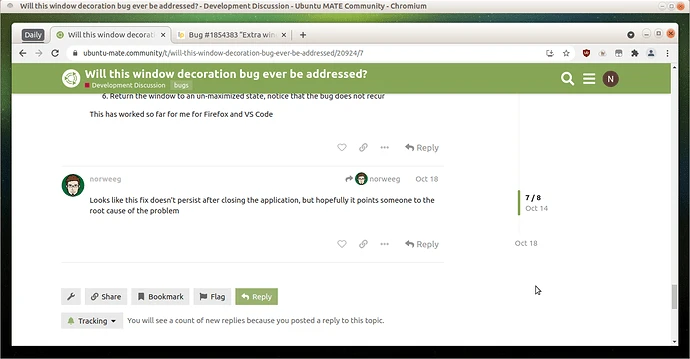 Will this window decoration bug ever be addressed? - Development Discussion - Ubuntu MATE Community - Chromium
Daily
Will this window decoratio
Bug #1854383 "Extra win
ubuntu-mate.community/t/will-this-window-decoration-bug-ever-be-addressed/20924/7
Will this window decoration bug ever be addressed?
Development Discussion bugs
N
6. Return the window to an un-maximized state, notice that the bug does not recur
This has worked so far for me for Firefox and VS Code
Reply
norweeg
norweeg Oct 18
Looks like this fix doesn't persist after closing the application, but hopefully it points someone to the
root cause of the problem
Reply
7 / 8
Oct 14
Oct 18
Share
Bookmark
Flag
Reply
Tracking
You will see a count of new replies because you posted a reply to this topic.